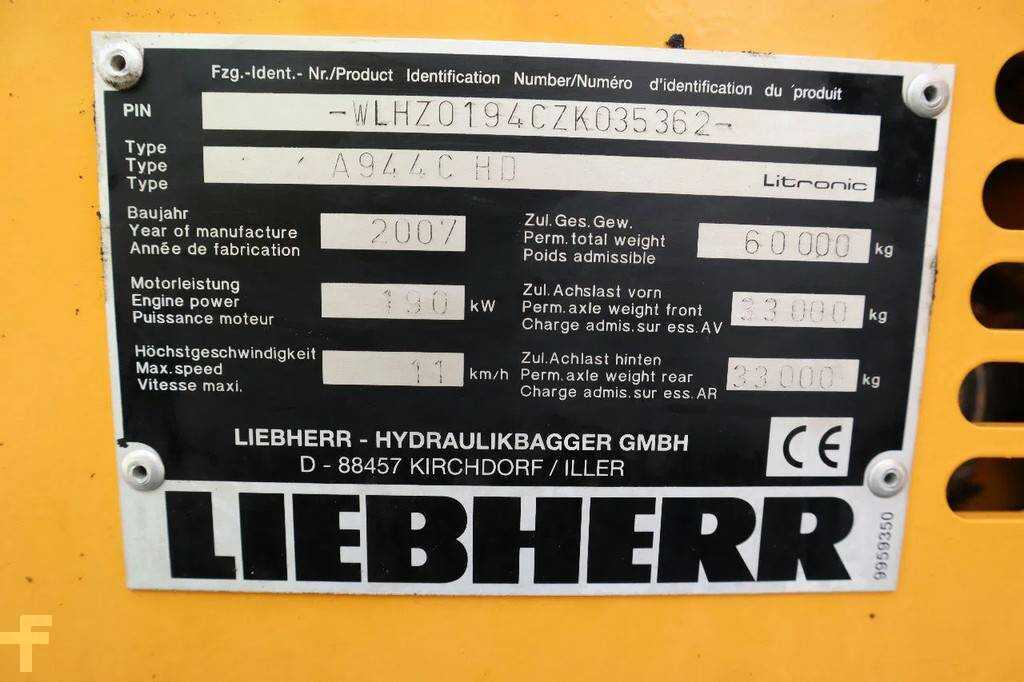 Fzg.-Ident.- Nr./Product Identification Number/Numéro d'identification du produit
PIN -WLHZ0194CZK035362-
Type
Type A944C HD Litronic
Type
Baujahr
Year of manufacture 2007
Année de fabrication
Zul.Ges.Gew.
Perm.total weight 60000 kg
Poids admissible
Motorleistung
Engine power 190 kW
Puissance moteur
Zul.Achslast vorn
Perm.axle weight front 33000 kg
Charge admis.sur ess.AV
Höchstgeschwindigkeit
Max.speed 11 km/h
Vitesse maxi.
Zul.Achlast hinten
Perm.axle weight rear 33000 kg
Charge admis.sur ess.AR
LIEBHERR - HYDRAULIKBAGGER GMBH
D - 88457 KIRCHDORF / ILLER
CE
LIEBHERR
9959350
F